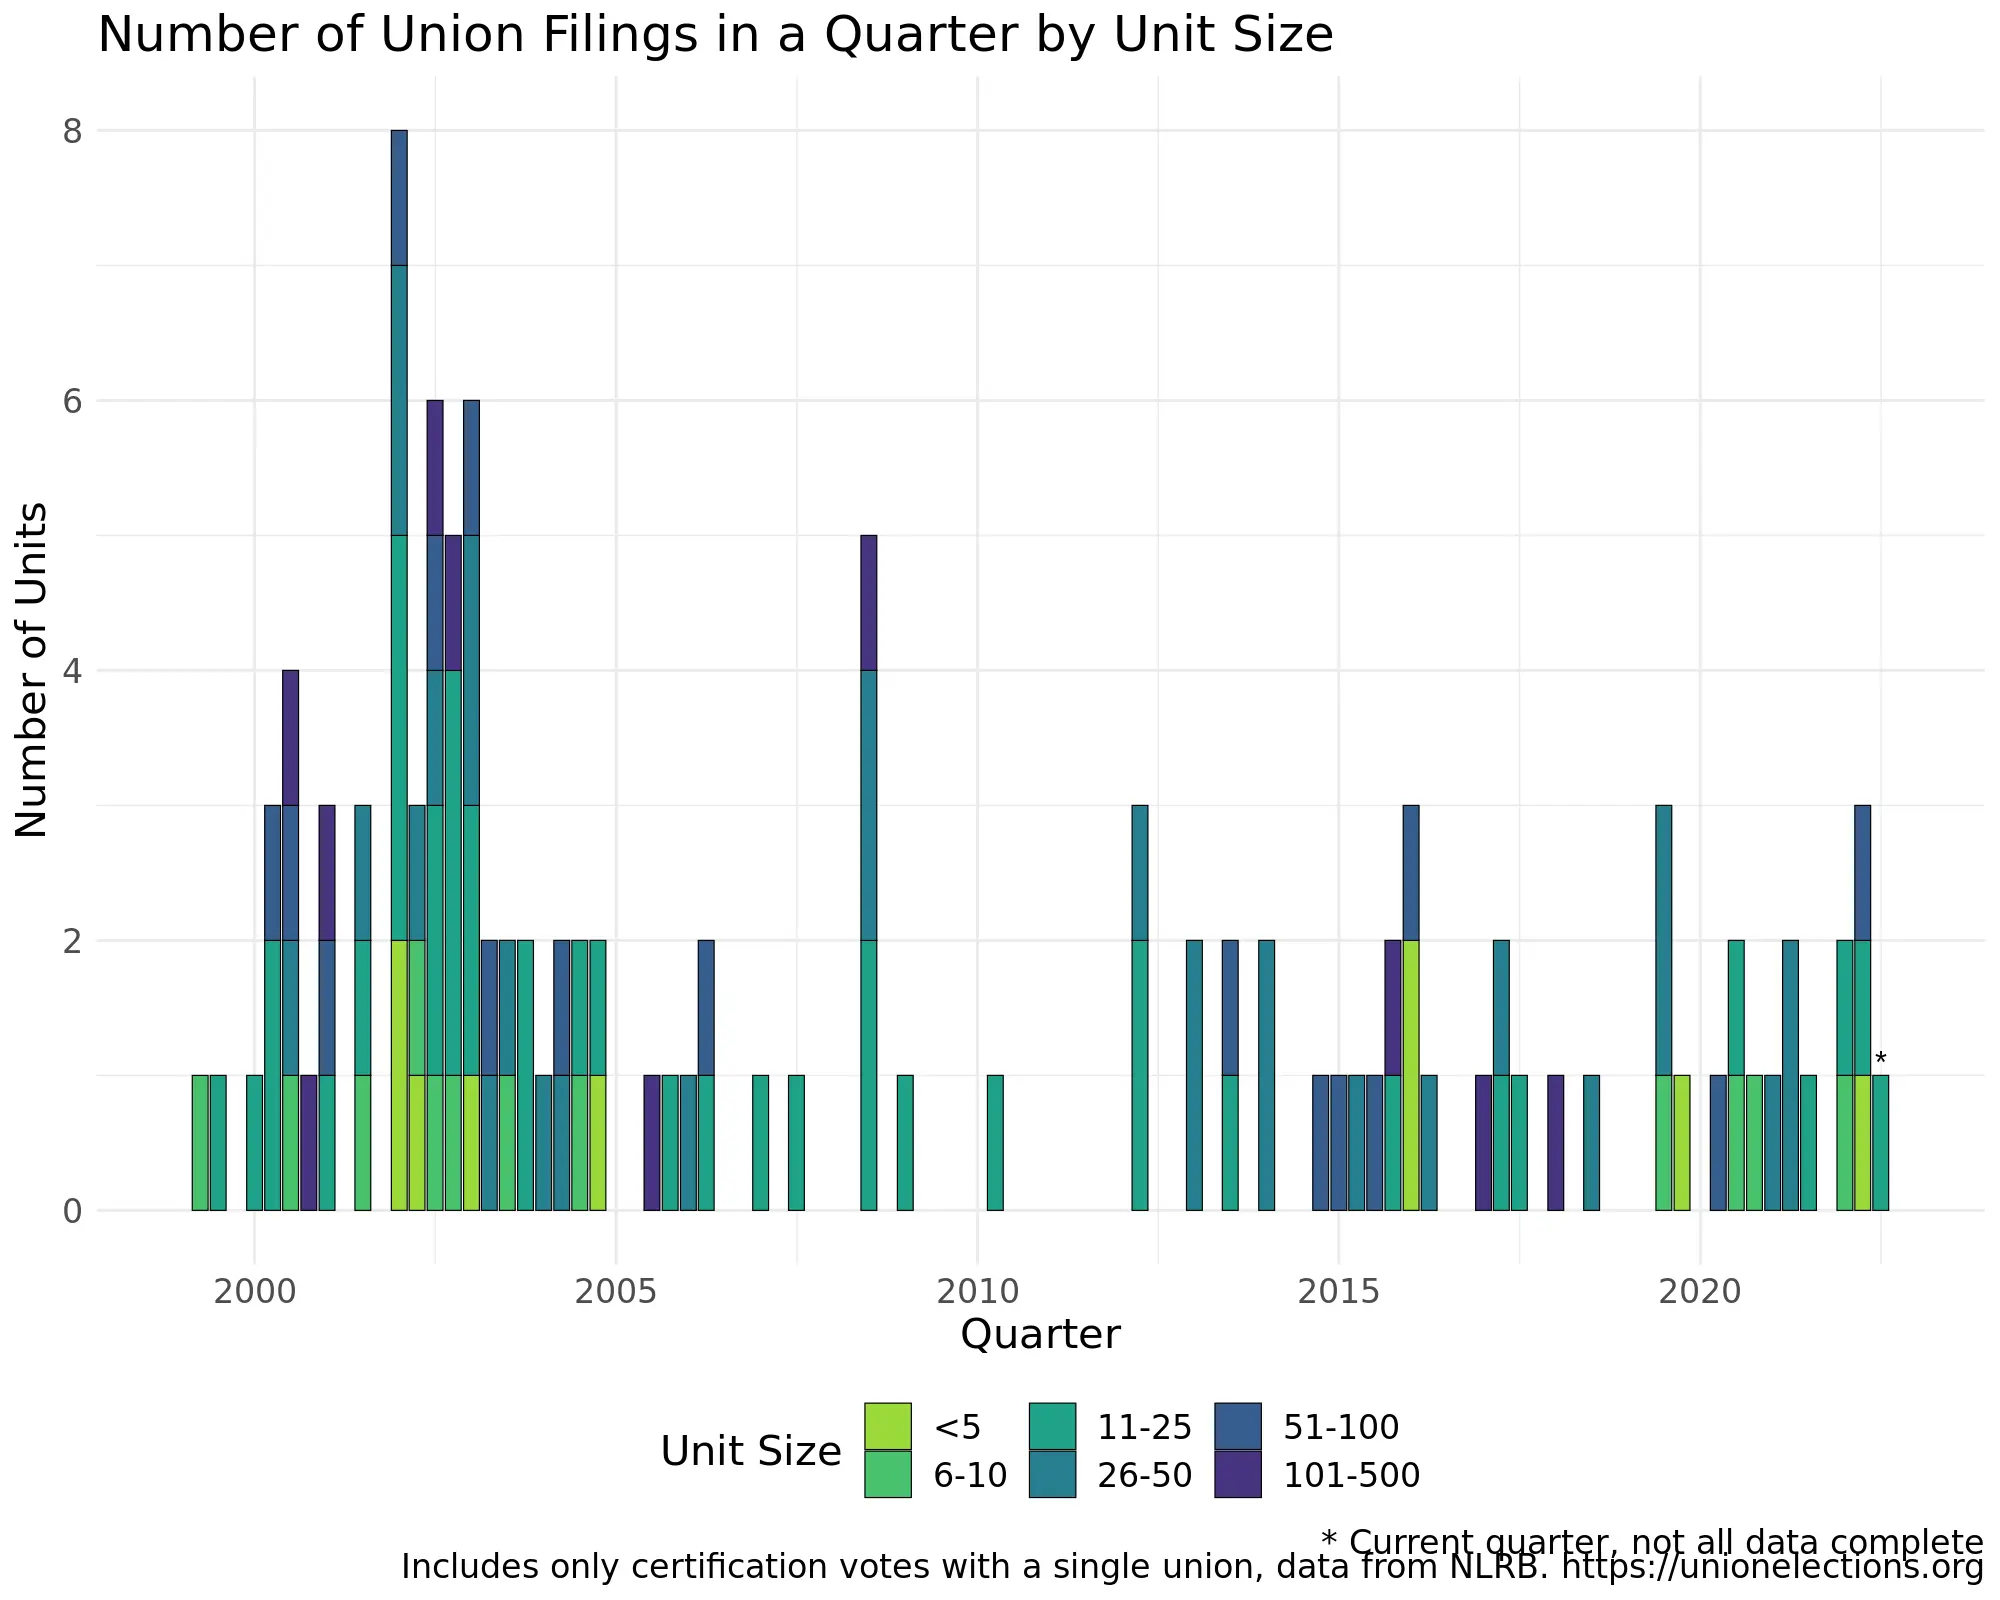 Number of Union Filings in a Quarter by Unit Size
8
6
4
2
0
Number of Units
*
2000 2005 2010 2015 2020
Quarter
Unit Size
<5 11-25 51-100
6-10 26-50 101-500
* Current quarter, not all data complete
Includes only certification votes with a single union, data from NLRB. https://unionelections.org